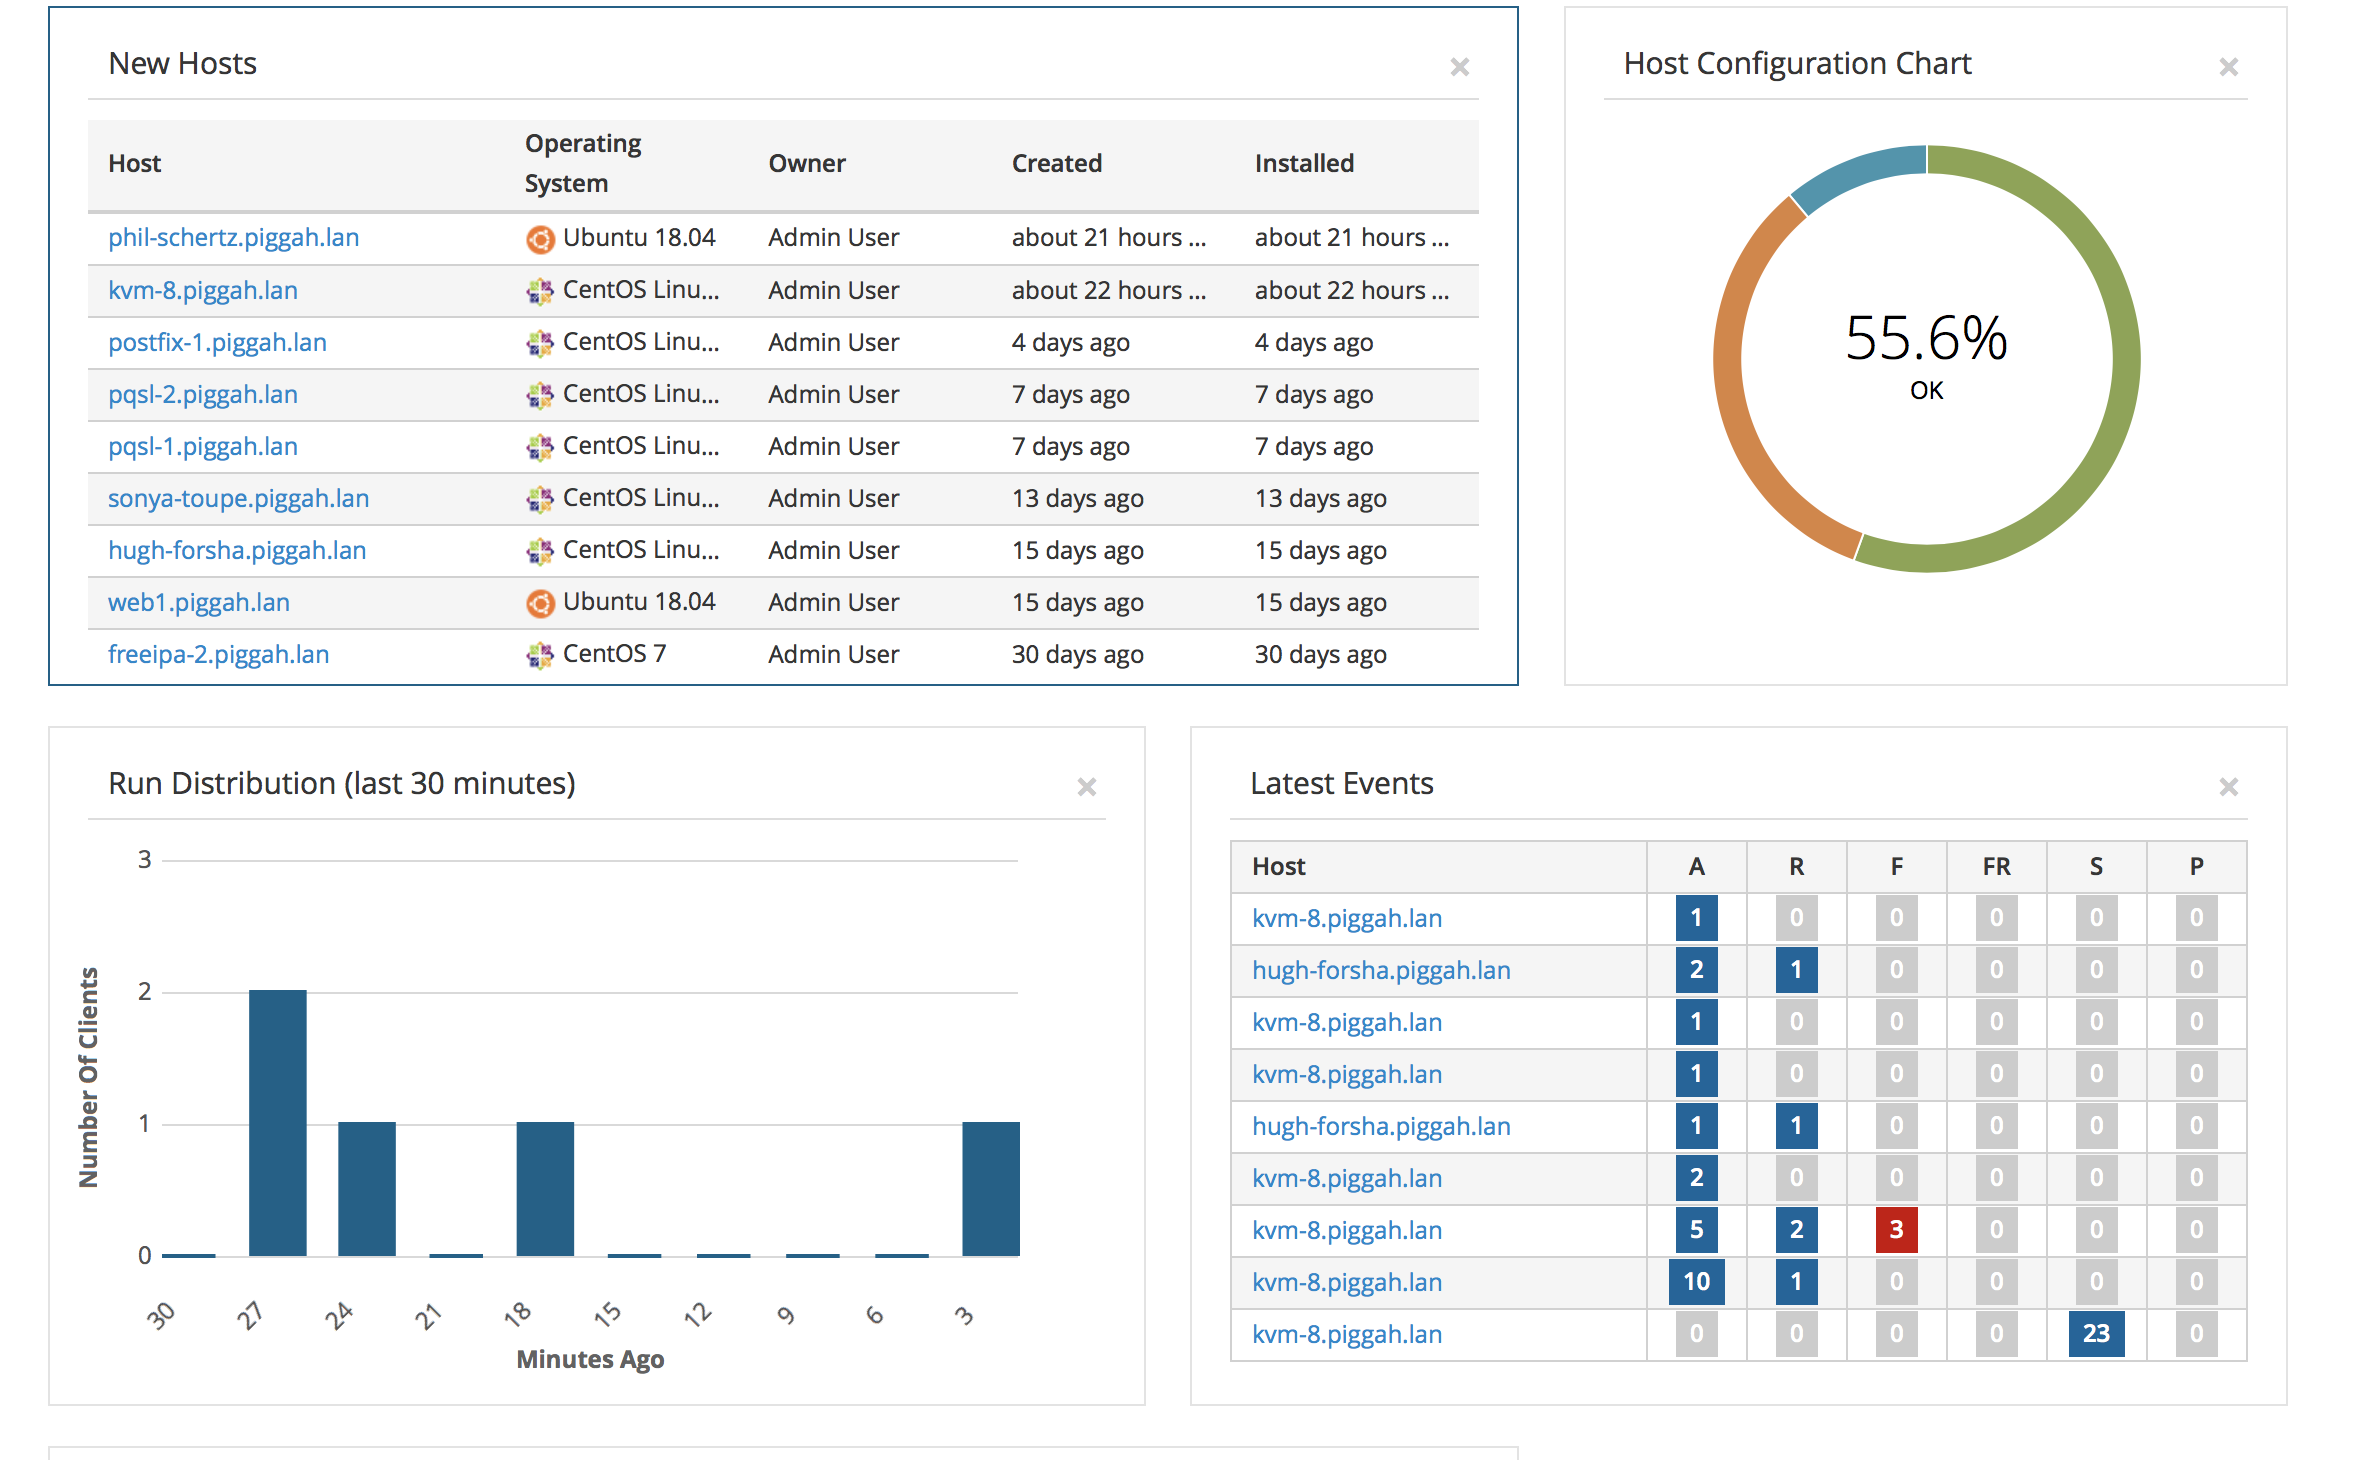 New Hosts
Host Operating System Owner Created Installed
phil-schertz.piggah.lan Ubuntu 18.04 Admin User about 21 hours ... about 21 hours ...
kvm-8.piggah.lan CentOS Linu... Admin User about 22 hours ... about 22 hours ...
postfix-1.piggah.lan CentOS Linu... Admin User 4 days ago 4 days ago
pqsl-2.piggah.lan CentOS Linu... Admin User 7 days ago 7 days ago
pqsl-1.piggah.lan CentOS Linu... Admin User 7 days ago 7 days ago
sonya-toupe.piggah.lan CentOS Linu... Admin User 13 days ago 13 days ago
hugh-forsha.piggah.lan CentOS Linu... Admin User 15 days ago 15 days ago
web1.piggah.lan Ubuntu 18.04 Admin User 15 days ago 15 days ago
freeipa-2.piggah.lan CentOS 7 Admin User 30 days ago 30 days ago
Host Configuration Chart
55.6%
OK
Run Distribution (last 30 minutes)
Number Of Clients
3
2
1
0
30 27 24 21 18 15 12 9 6 3
Minutes Ago
Latest Events
Host A R F FR S P
kvm-8.piggah.lan 1 0 0 0 0 0
hugh-forsha.piggah.lan 2 1 0 0 0 0
kvm-8.piggah.lan 1 0 0 0 0 0
kvm-8.piggah.lan 1 0 0 0 0 0
hugh-forsha.piggah.lan 1 1 0 0 0 0
kvm-8.piggah.lan 2 0 0 0 0 0
kvm-8.piggah.lan 5 2 3 0 0 0
kvm-8.piggah.lan 10 1 0 0 0 0
kvm-8.piggah.lan 0 0 0 0 23 0